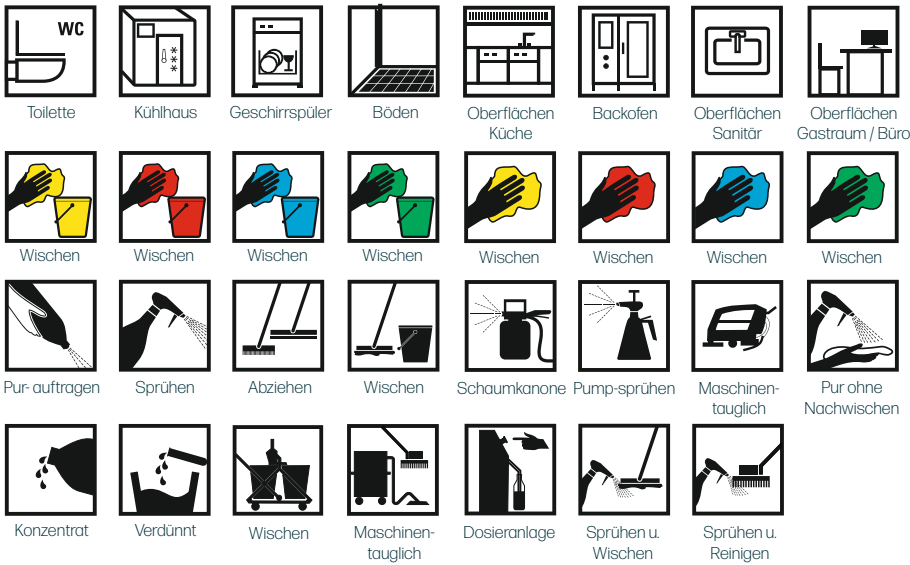 WC
Toilette
Kühlhaus
Geschirrspüler
Böden
Oberflächen
Küche
Backofen
Oberflächen
Sanitär
Oberflächen
Gastraum / Büro
Wischen
Wischen
Wischen
Wischen
Wischen
Wischen
Wischen
Wischen
Pur- auftragen
Sprühen
Abziehen
Wischen
Schaumkanone
Pump-sprühen
Maschinen-
tauglich
Pur ohne
Nachwischen
Konzentrat
Verdünnt
Wischen
Maschinen-
tauglich
Dosieranlage
Sprühen u.
Wischen
Sprühen u.
Reinigen